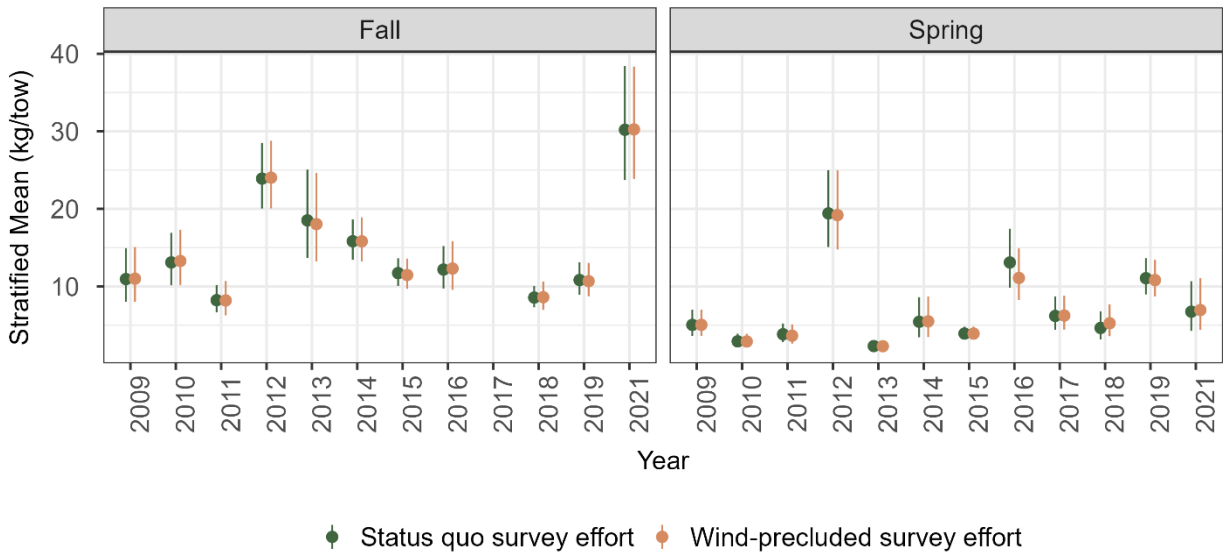 Fall Spring
Stratified Mean (kg/tow)
40
30
20
10
2009 2010 2011 2012 2013 2014 2015 2016 2017 2018 2019 2021 2009 2010 2011 2012 2013 2014 2015 2016 2017 2018 2019 2021
Year
Status quo survey effort Wind-precluded survey effort